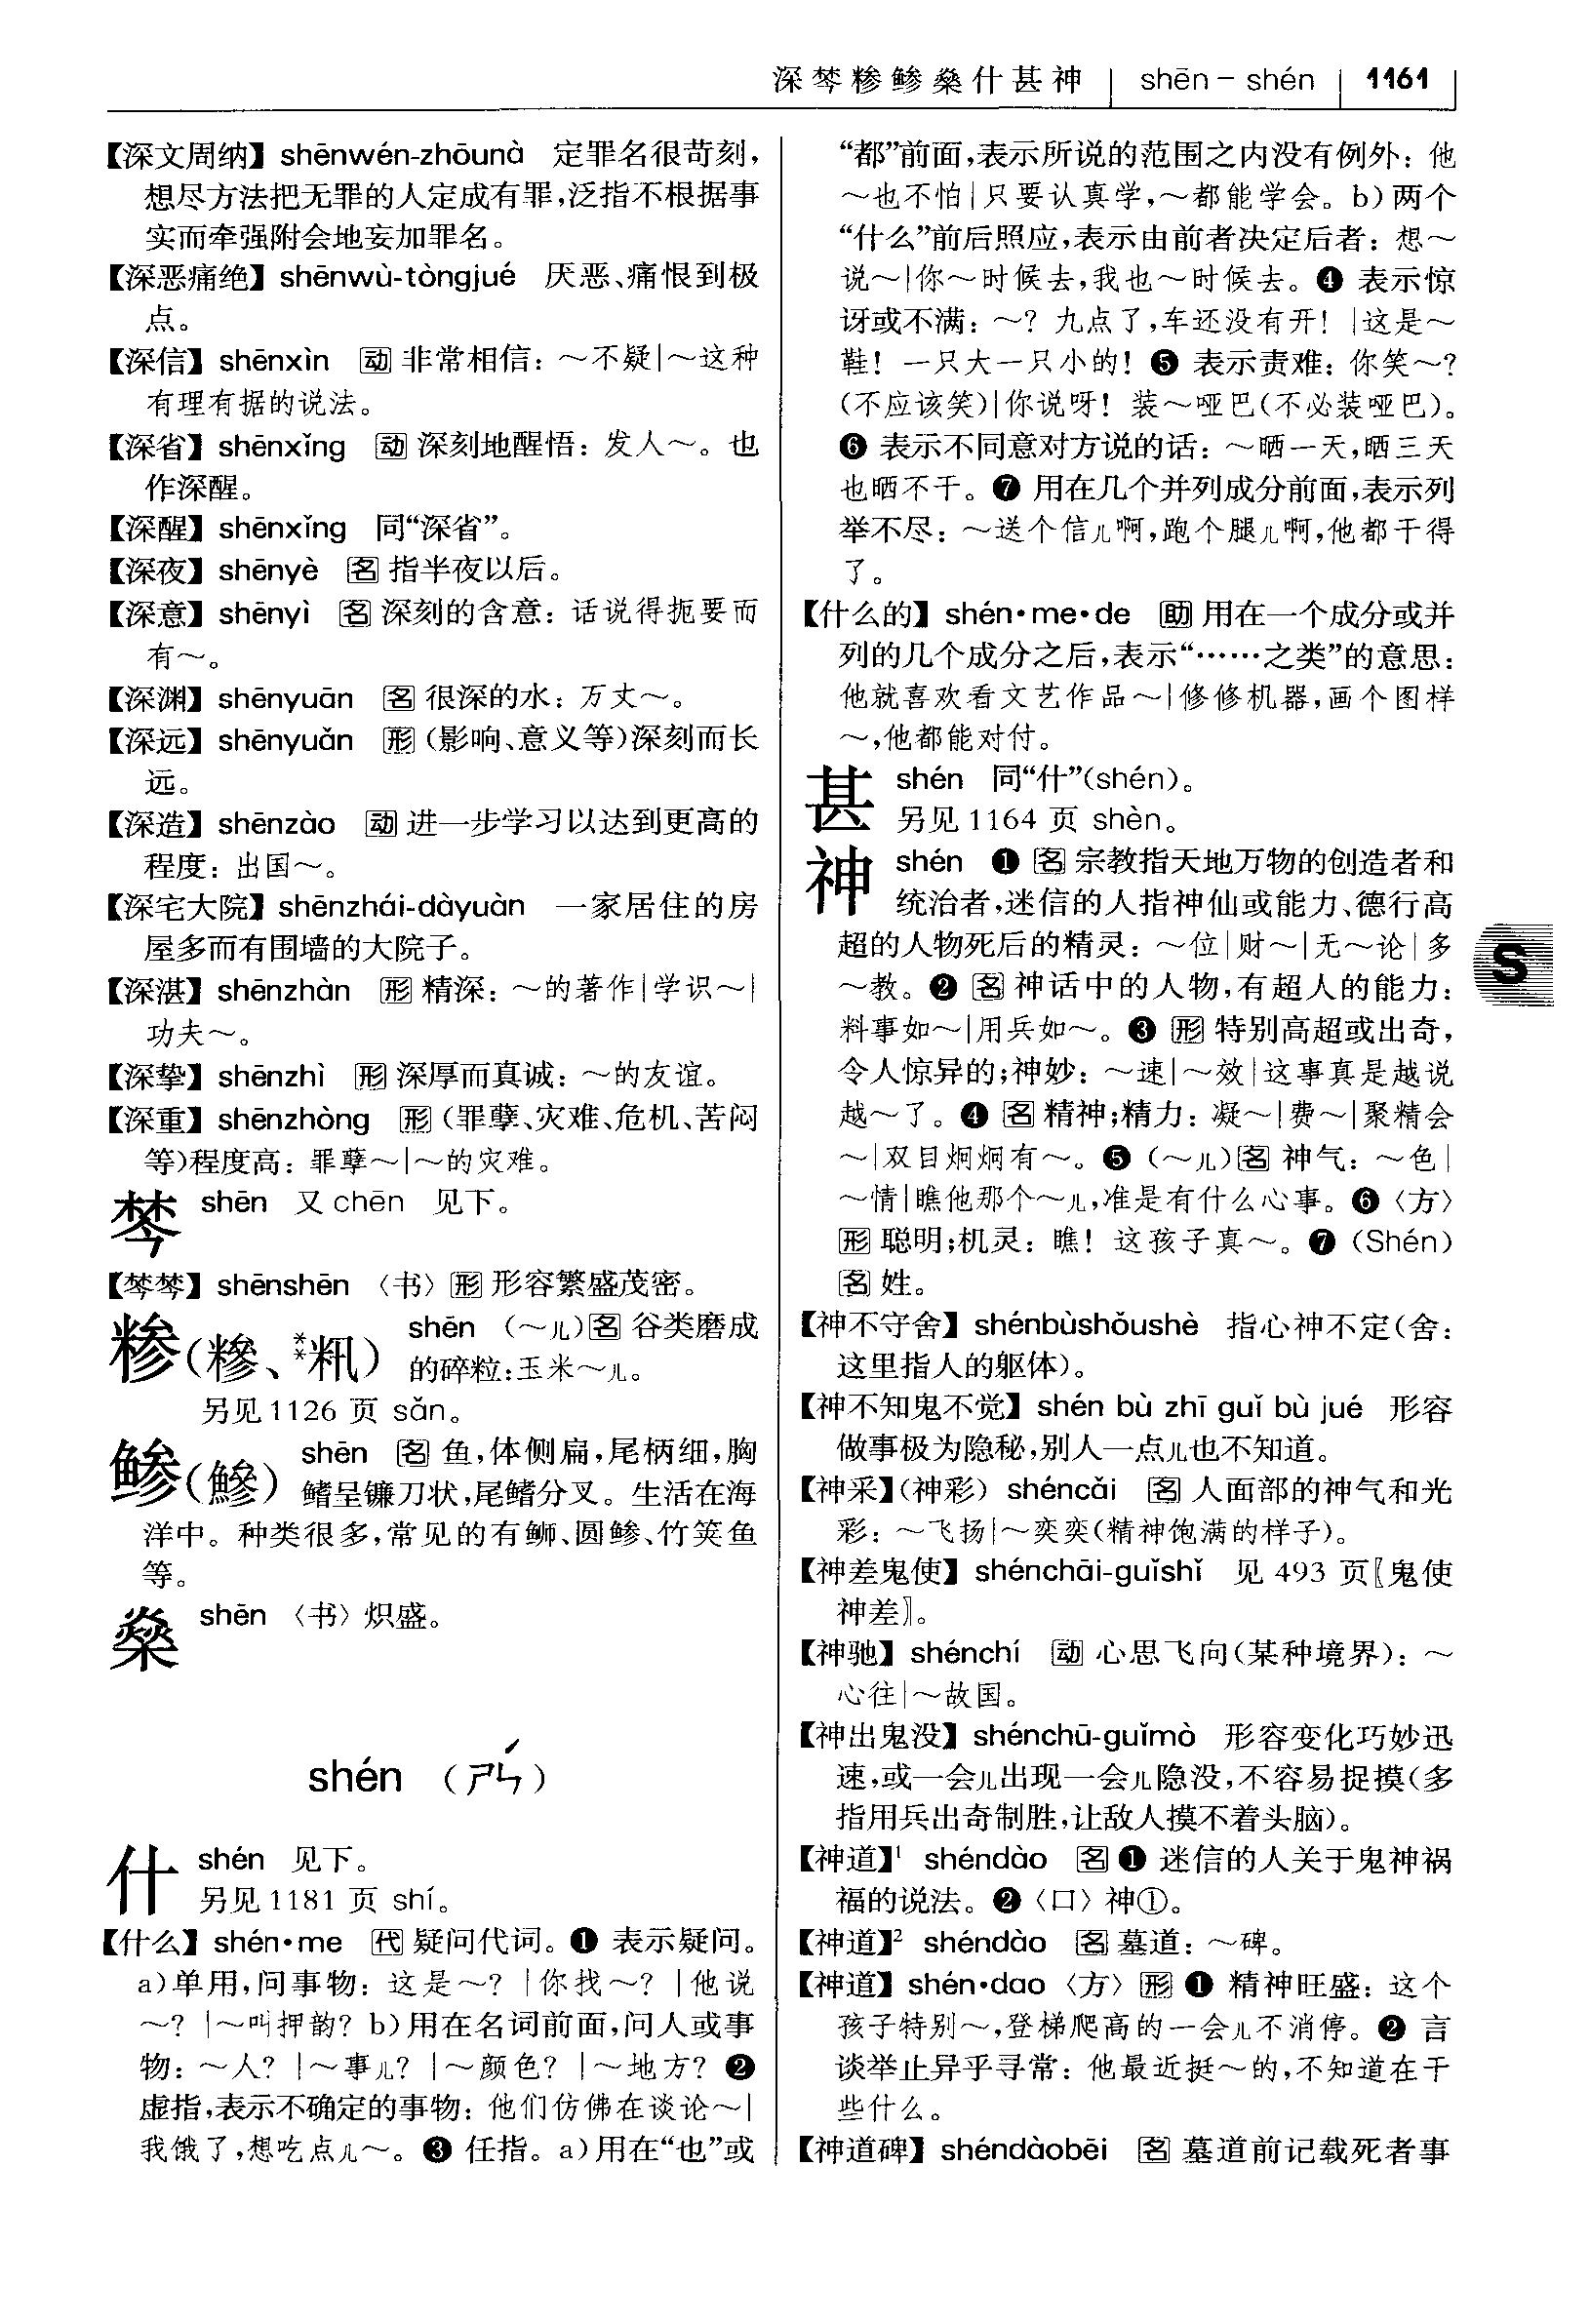 深棽糁鲹燊什甚神 | shēn – shén | 1161
【深文周纳】 shēnwén-zhōunà 定罪名很苛刻,
想尽方法把无罪的人定成有罪,泛指不根据事
实而牵强附会地妄加罪名。
【深恶痛绝】 shēnwù-tòngjué 厌恶、痛恨到极
点。
【深信】 shēnxìn 动 非常相信：～不疑|～这种
有理有据的说法。
【深省】 shēnxǐng 动 深刻地醒悟：发人～。也
作深醒。
【深醒】 shēnxǐng 同“深省”。
【深夜】 shēnyè 名 指半夜以后。
【深意】 shēnyì 名 深刻的含意：话说得扼要而
有～。
【深渊】 shēnyuān 名 很深的水：万丈～。
【深远】 shēnyuǎn 形 (影响、意义等)深刻而长
远。
【深造】 shēnzào 动 进一步学习以达到更高的
程度：出国～。
【深宅大院】 shēnzhái-dàyuàn 一家居住的房
屋多而有围墙的大院子。
【深湛】 shēnzhàn 形 精深：～的著作|学识～|
功夫～。
【深挚】 shēnzhì 形 深厚而真诚：～的友谊。
【深重】 shēnzhòng 形 (罪孽、灾难、危机、苦闷
等)程度高：罪孽～|～的灾难。
棽 shēn 又 chēn 见下。
【棽棽】 shēnshēn 〈书〉 形 形容繁盛茂密。
糁(糝、**籸) shēn (～儿)名 谷类磨成
的碎粒:玉米～儿。
另见1126 页 sǎn。
鲹(鰺) shēn 名 鱼,体侧扁,尾柄细,胸
鳍呈镰刀状,尾鳍分叉。生活在海
洋中。种类很多,常见的有鰤、圆鲹、竹䇲鱼
等。
燊 shēn 〈书〉 炽盛。
shén (ㄕㄣˊ)
什 shén 见下。
另见1181 页 shí。
【什么】 shén•me 代 疑问代词。❶ 表示疑问。
a)单用,问事物：这是～？|你找～？|他说
～？|～叫押韵？b)用在名词前面,问人或事
物：～人？|～事儿？|～颜色？|～地方？❷
虚指,表示不确定的事物：他们仿佛在谈论～|
我饿了,想吃点儿～。❸ 任指。a)用在“也”或
“都”前面,表示所说的范围之内没有例外：他
～也不怕|只要认真学,～都能学会。b)两个
“什么”前后照应,表示由前者决定后者：想～
说～|你～时候去,我也～时候去。❹ 表示惊
讶或不满：～？九点了,车还没有开！|这是～
鞋！一只大一只小的！❺ 表示责难：你笑～？
(不应该笑)|你说呀！装～哑巴(不必装哑巴)。
❻ 表示不同意对方说的话：～晒一天,晒三天
也晒不干。❼ 用在几个并列成分前面,表示列
举不尽：～送个信儿啊,跑个腿儿啊,他都干得
了。
【什么的】 shén•me•de 助 用在一个成分或并
列的几个成分之后,表示“……之类”的意思：
他就喜欢看文艺作品～|修修机器,画个图样
～,他都能对付。
甚 shén 同“什”(shén)。
另见1164 页 shèn。
神 shén ❶ 名 宗教指天地万物的创造者和
统治者,迷信的人指神仙或能力、德行高
超的人物死后的精灵：～位|财～|无～论|多
～教。❷ 名 神话中的人物,有超人的能力：
料事如～|用兵如～。❸ 形 特别高超或出奇,
令人惊异的;神妙：～速|～效|这事真是越说
越～了。❹ 名 精神;精力：凝～|费～|聚精会
～|双目炯炯有～。❺ (～儿)名 神气：～色|
～情|瞧他那个～儿,准是有什么心事。❻〈方〉
形 聪明;机灵：瞧！这孩子真～。❼ (Shén)
名 姓。
【神不守舍】 shénbùshǒushè 指心神不定(舍：
这里指人的躯体)。
【神不知鬼不觉】 shén bù zhī guǐ bù jué 形容
做事极为隐秘,别人一点儿也不知道。
【神采】(神彩) shéncǎi 名 人面部的神气和光
彩：～飞扬|～奕奕(精神饱满的样子)。
【神差鬼使】 shénchāi-guǐshǐ 见 493 页〖鬼使
神差〗。
【神驰】 shénchí 动 心思飞向(某种境界)：～
心往|～故国。
【神出鬼没】 shénchū-guǐmò 形容变化巧妙迅
速,或一会儿出现一会儿隐没,不容易捉摸(多
指用兵出奇制胜,让敌人摸不着头脑)。
【神道】¹ shéndào 名 ❶ 迷信的人关于鬼神祸
福的说法。❷〈口〉神①。
【神道】² shéndào 名 墓道：～碑。
【神道】 shén•dao 〈方〉 形 ❶ 精神旺盛：这个
孩子特别～,登梯爬高的一会儿不消停。❷ 言
谈举止异乎寻常：他最近挺～的,不知道在干
些什么。
【神道碑】 shéndàobēi 名 墓道前记载死者事
S